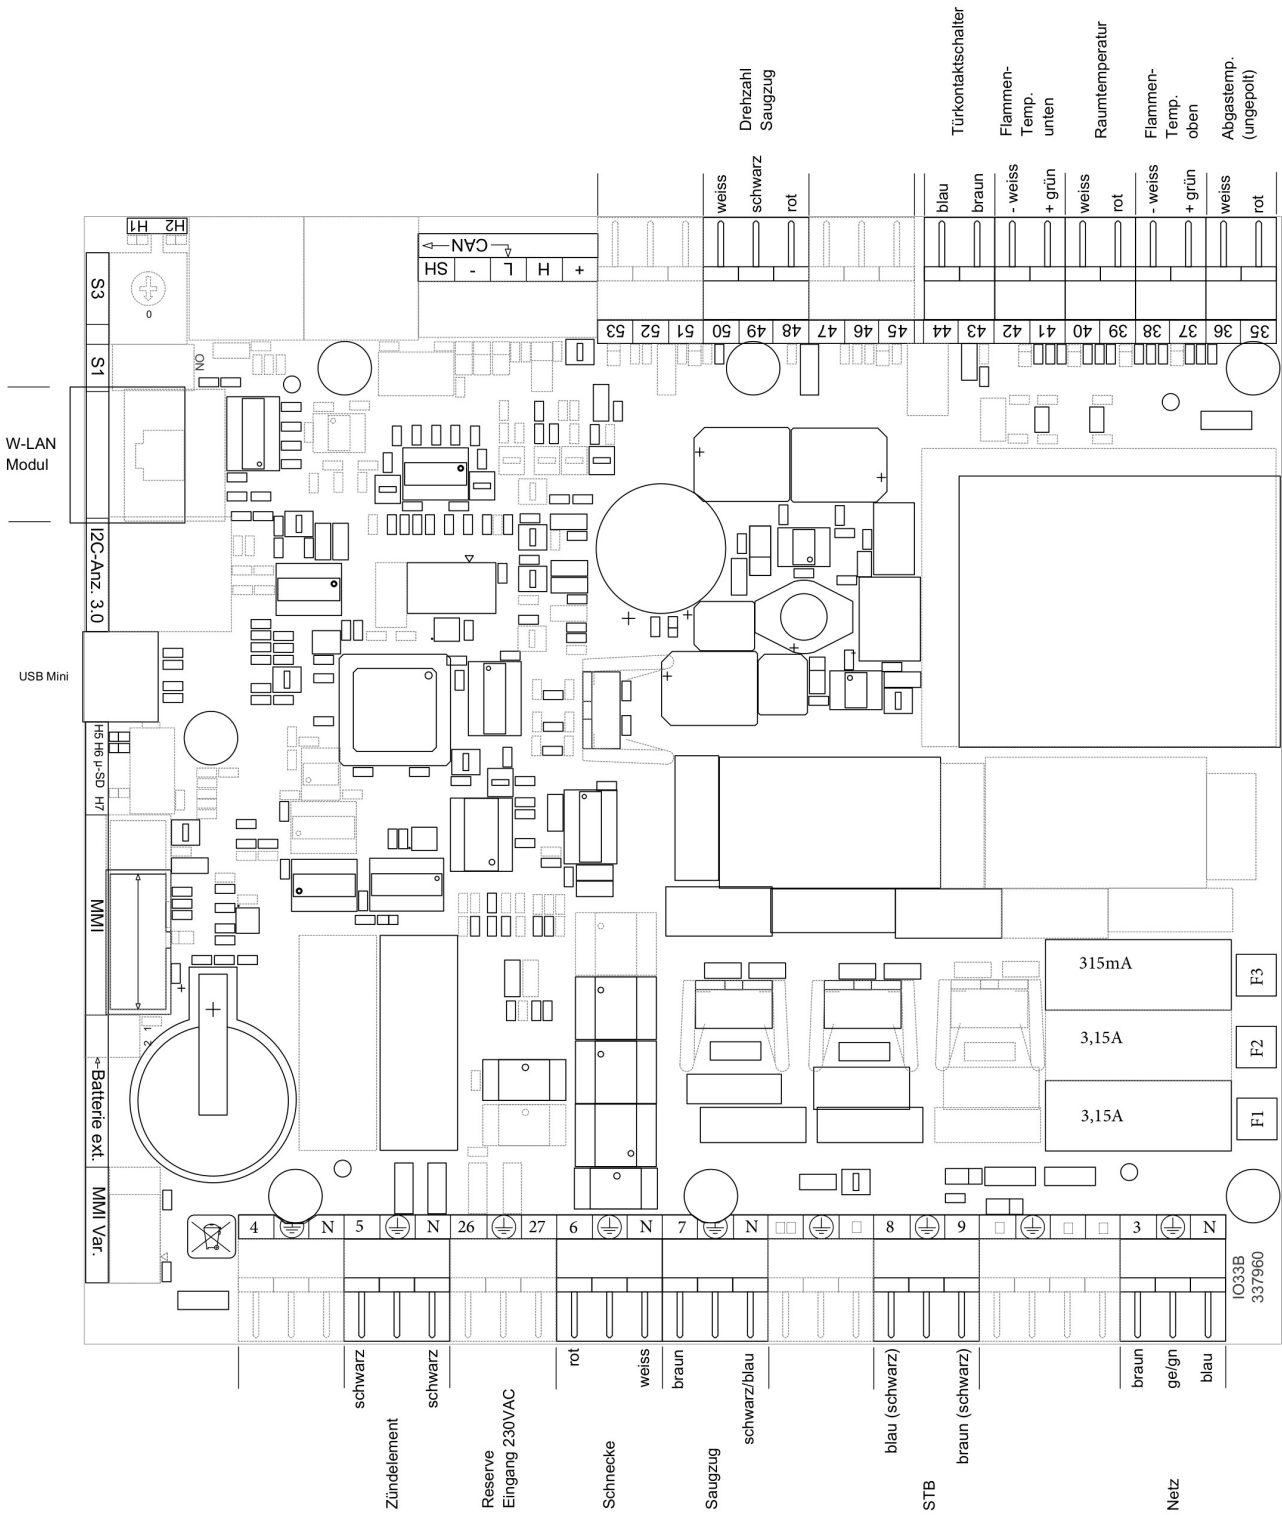 Drehzahl
Saugzug
Türkontaktschalter
Flammen-
Temp.
unten
Raumtemperatur
Flammen-
Temp.
oben
Abgastemp.
(ungepolt)
weiss
schwarz
rot
blau
braun
- weiss
+ grün
weiss
rot
- weiss
+ grün
weiss
rot
H1
H2
CAN
SH
-
L
H
+
53
52
51
50
49
48
47
46
45
44
43
42
41
40
39
38
37
36
35
S3
0
S1
ON
W-LAN
Modul
I2C-Anz. 3.0
USB Mini
H5 H6 µ-SD H7
MMI
2 1
Batterie ext.
MMI Var.
315mA
F3
3,15A
F2
3,15A
F1
4
N
5
N
26
27
6
N
7
N
8
9
3
N
IO33B
337960
schwarz
schwarz
rot
weiss
braun
schwarz/blau
blau (schwarz)
braun (schwarz)
braun
ge/gn
blau
Zündelement
Reserve
Eingang 230VAC
Schnecke
Saugzug
STB
Netz